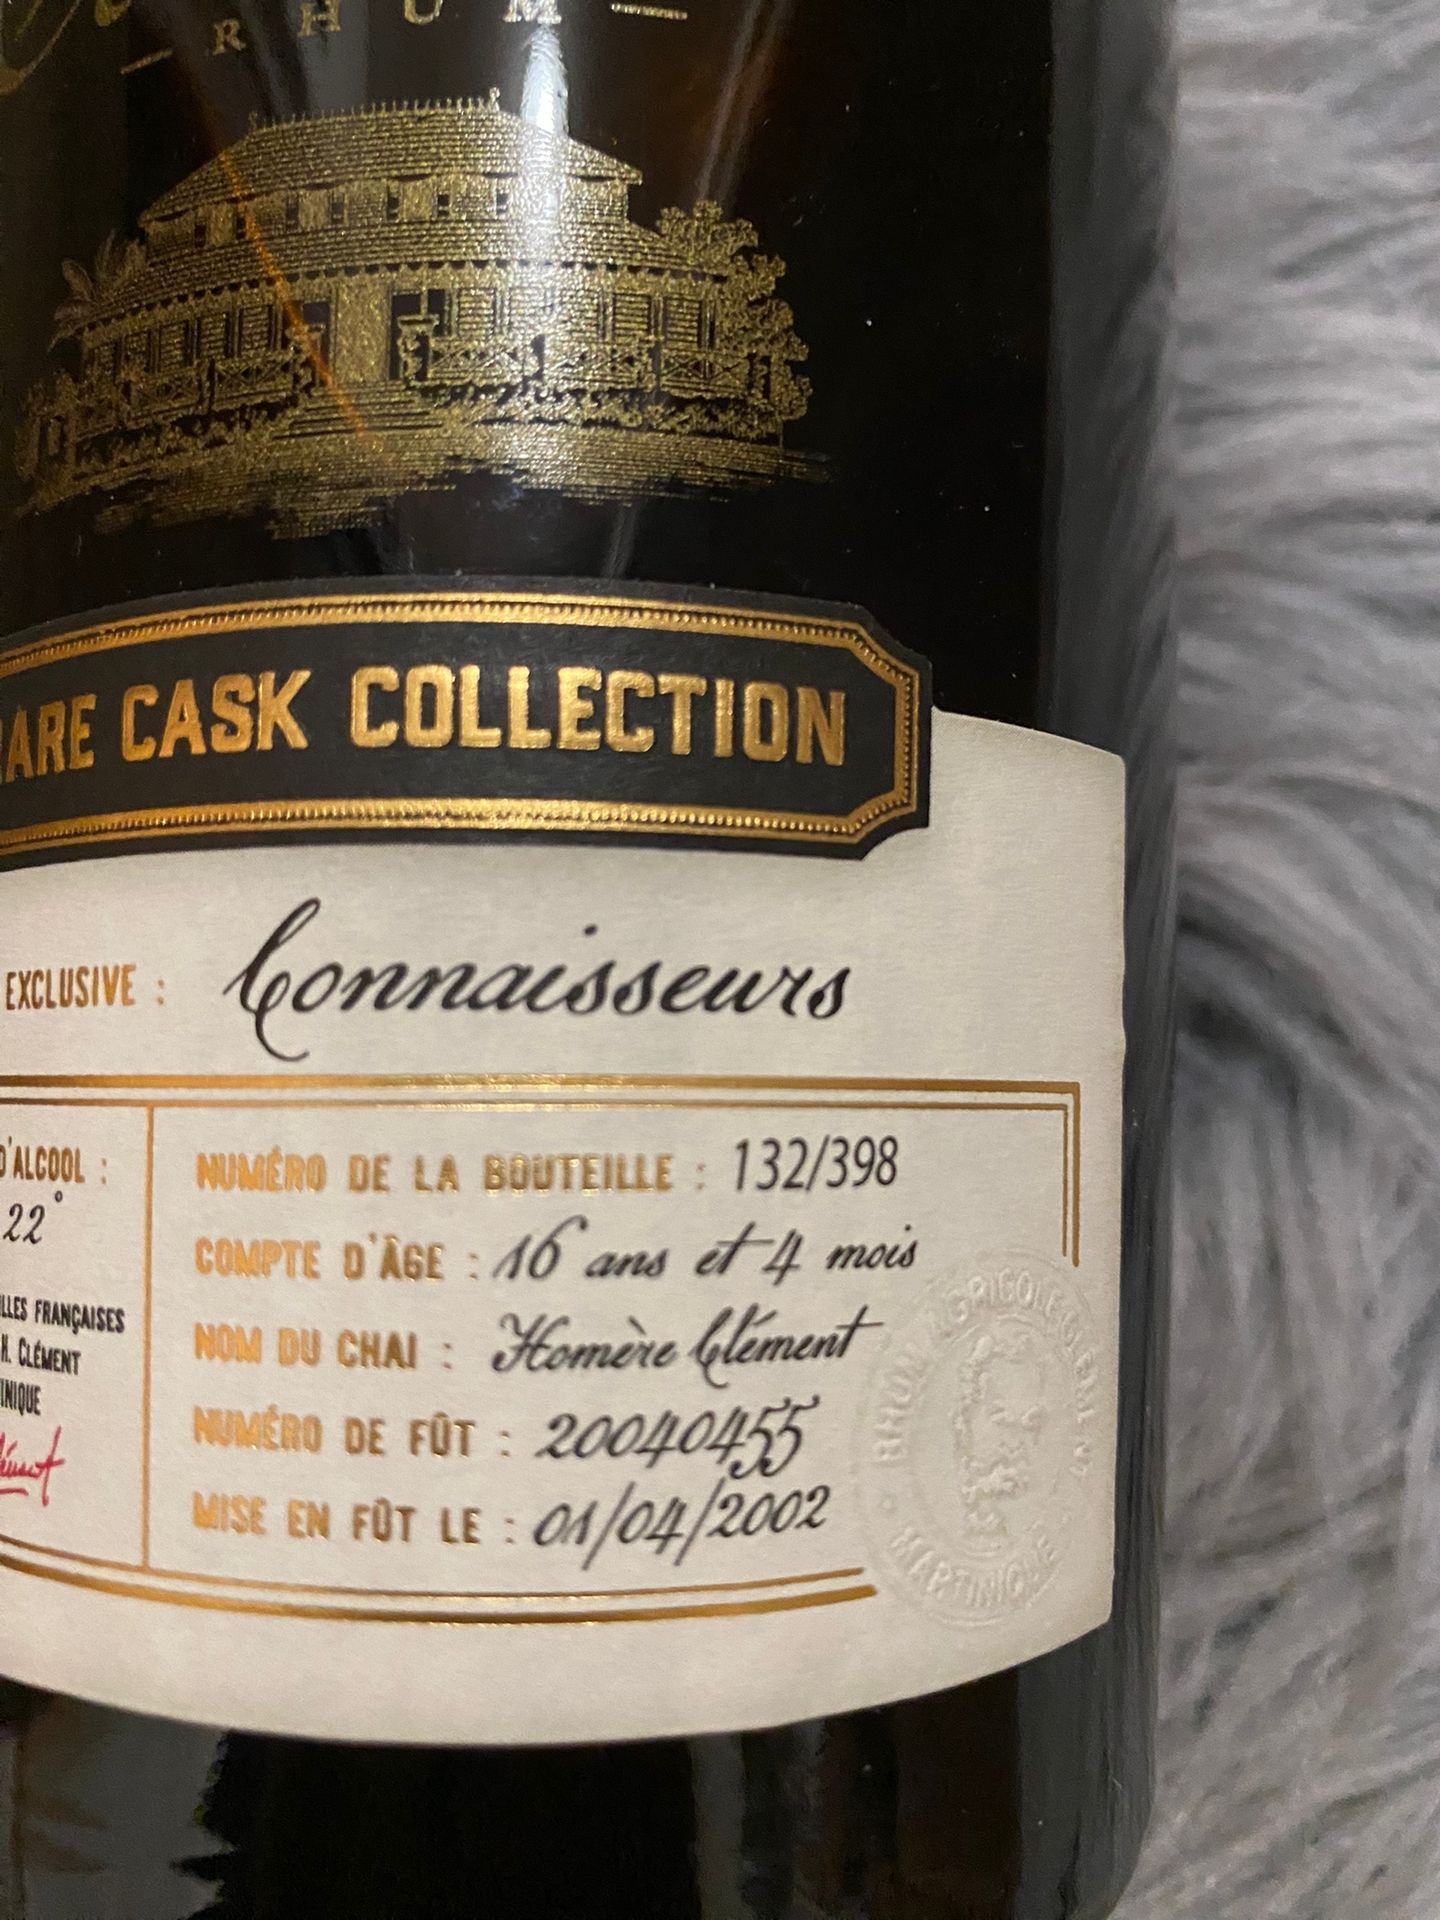 RHUM
RARE CASK COLLECTION
EXCLUSIVE : Connaisseurs
D'ALCOOL :
22°
FRANÇAISES
H. CLÉMENT
NUMÉRO DE LA BOUTEILLE : 132/398
COMPTE D'ÂGE : 16 ans et 4 mois
NOM DU CHAI : Homère Clément
NUMÉRO DE FÛT : 20040455
MISE EN FÛT LE : 01/04/2002
RHUM AGRICOLE
MARTINIQUE